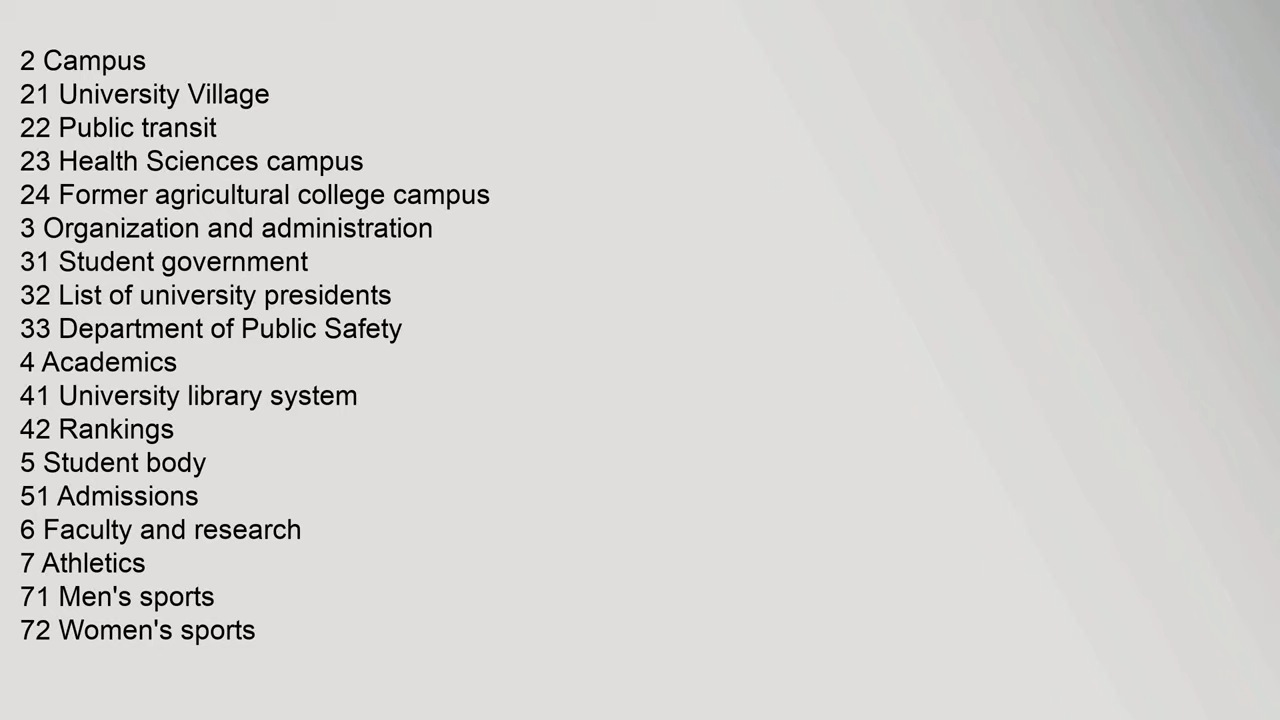 2 Campus
21 University Village
22 Public transit
23 Health Sciences campus
24 Former agricultural college campus
3 Organization and administration
31 Student government
32 List of university presidents
33 Department of Public Safety
4 Academics
41 University library system
42 Rankings
5 Student body
51 Admissions
6 Faculty and research
7 Athletics
71 Men's sports
72 Women's sports